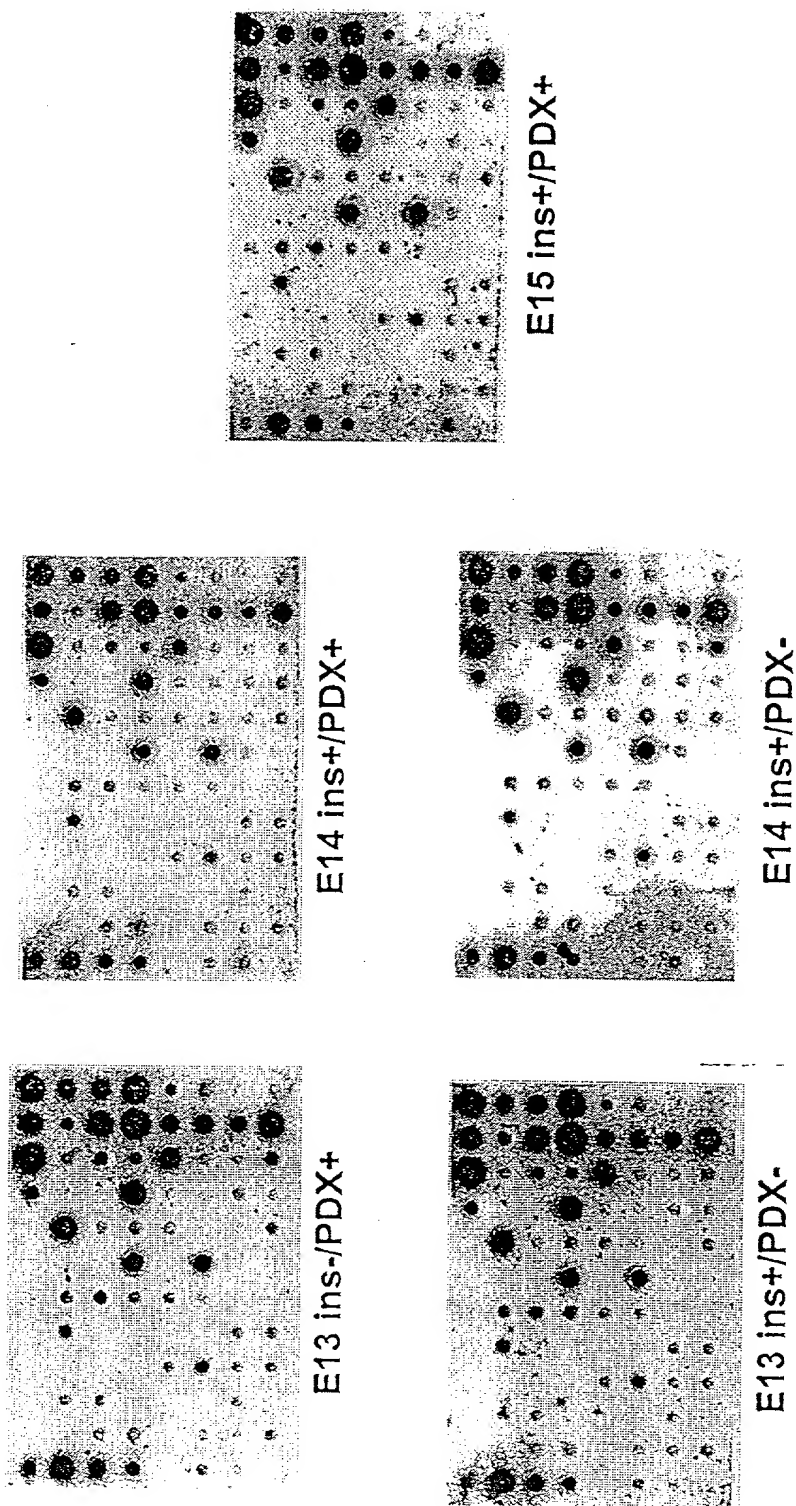 E13 ins-/PDX+
E14 ins+/PDX+
E15 ins+/PDX+
E13 ins+/PDX-
E14 ins+/PDX-